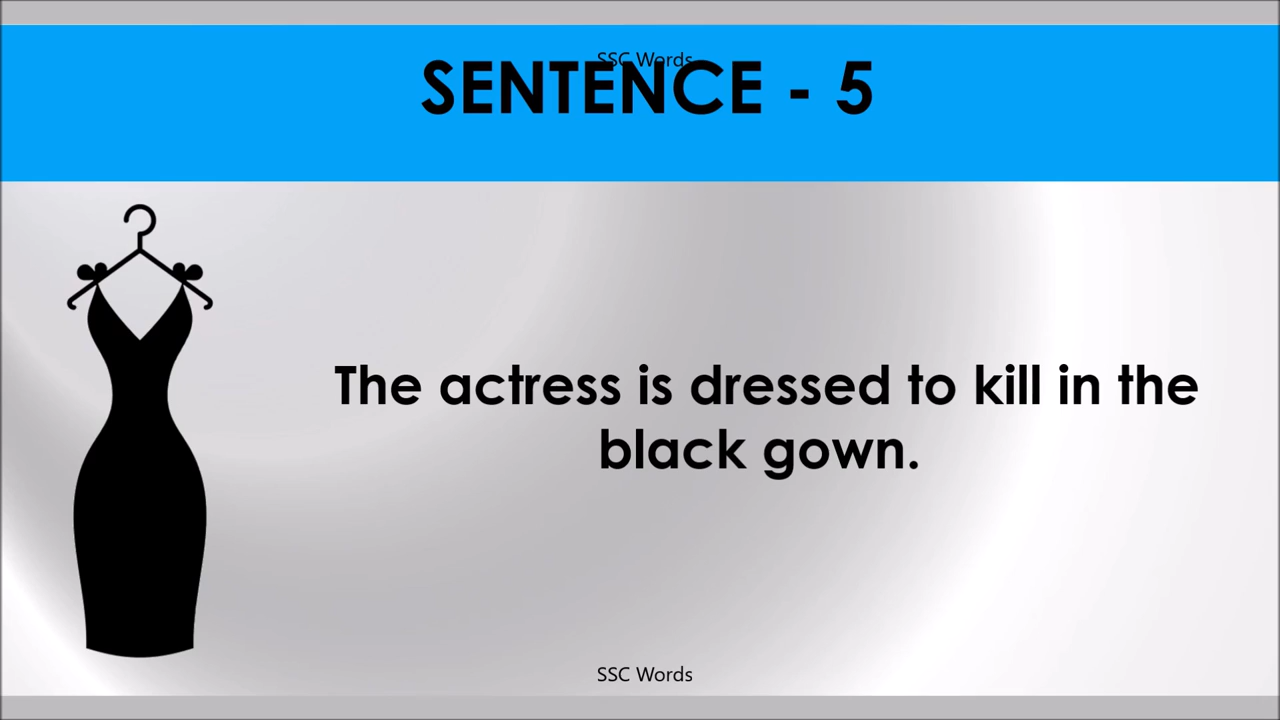 SSC Words
SENTENCE - 5
The actress is dressed to kill in the
black gown.
SSC Words